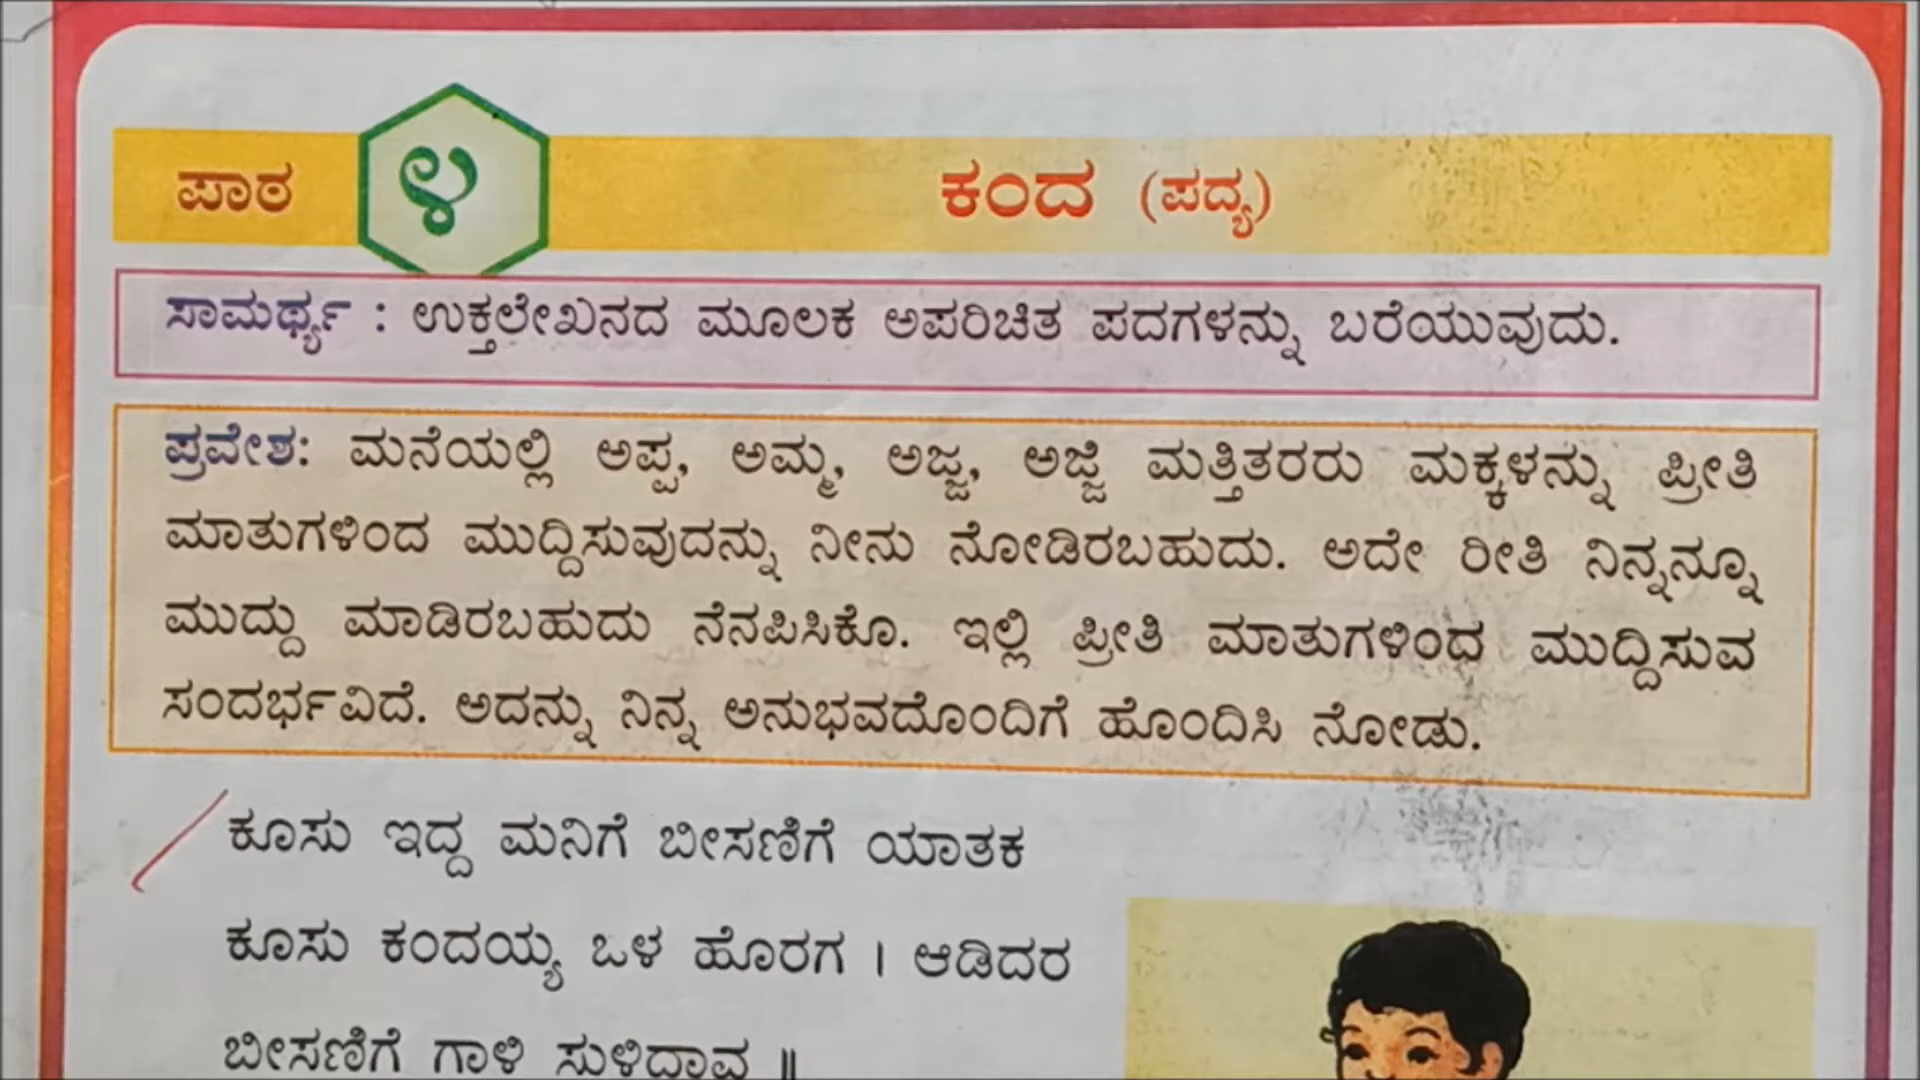 ಪಾಠ ೪ ಕಂದ (ಪದ್ಯ)
ಸಾಮರ್ಥ್ಯ : ಉಕ್ತಲೇಖನದ ಮೂಲಕ ಅಪರಿಚಿತ ಪದಗಳನ್ನು ಬರೆಯುವುದು.
ಪ್ರವೇಶ: ಮನೆಯಲ್ಲಿ ಅಪ್ಪ, ಅಮ್ಮ, ಅಜ್ಜ, ಅಜ್ಜಿ ಮತ್ತಿತರರು ಮಕ್ಕಳನ್ನು ಪ್ರೀತಿ
ಮಾತುಗಳಿಂದ ಮುದ್ದಿಸುವುದನ್ನು ನೀನು ನೋಡಿರಬಹುದು. ಅದೇ ರೀತಿ ನಿನ್ನನ್ನೂ
ಮುದ್ದು ಮಾಡಿರಬಹುದು ನೆನಪಿಸಿಕೊ. ಇಲ್ಲಿ ಪ್ರೀತಿ ಮಾತುಗಳಿಂದ ಮುದ್ದಿಸುವ
ಸಂದರ್ಭವಿದೆ. ಅದನ್ನು ನಿನ್ನ ಅನುಭವದೊಂದಿಗೆ ಹೊಂದಿಸಿ ನೋಡು.
ಕೂಸು ಇದ್ದ ಮನಿಗೆ ಬೀಸಣಿಗೆ ಯಾತಕ
ಕೂಸು ಕಂದಯ್ಯ ಒಳ ಹೊರಗ । ಆಡಿದರ
ಬೀಸಣಿಗೆ ಗಾಳಿ ಸುಳಿದಾವ ॥